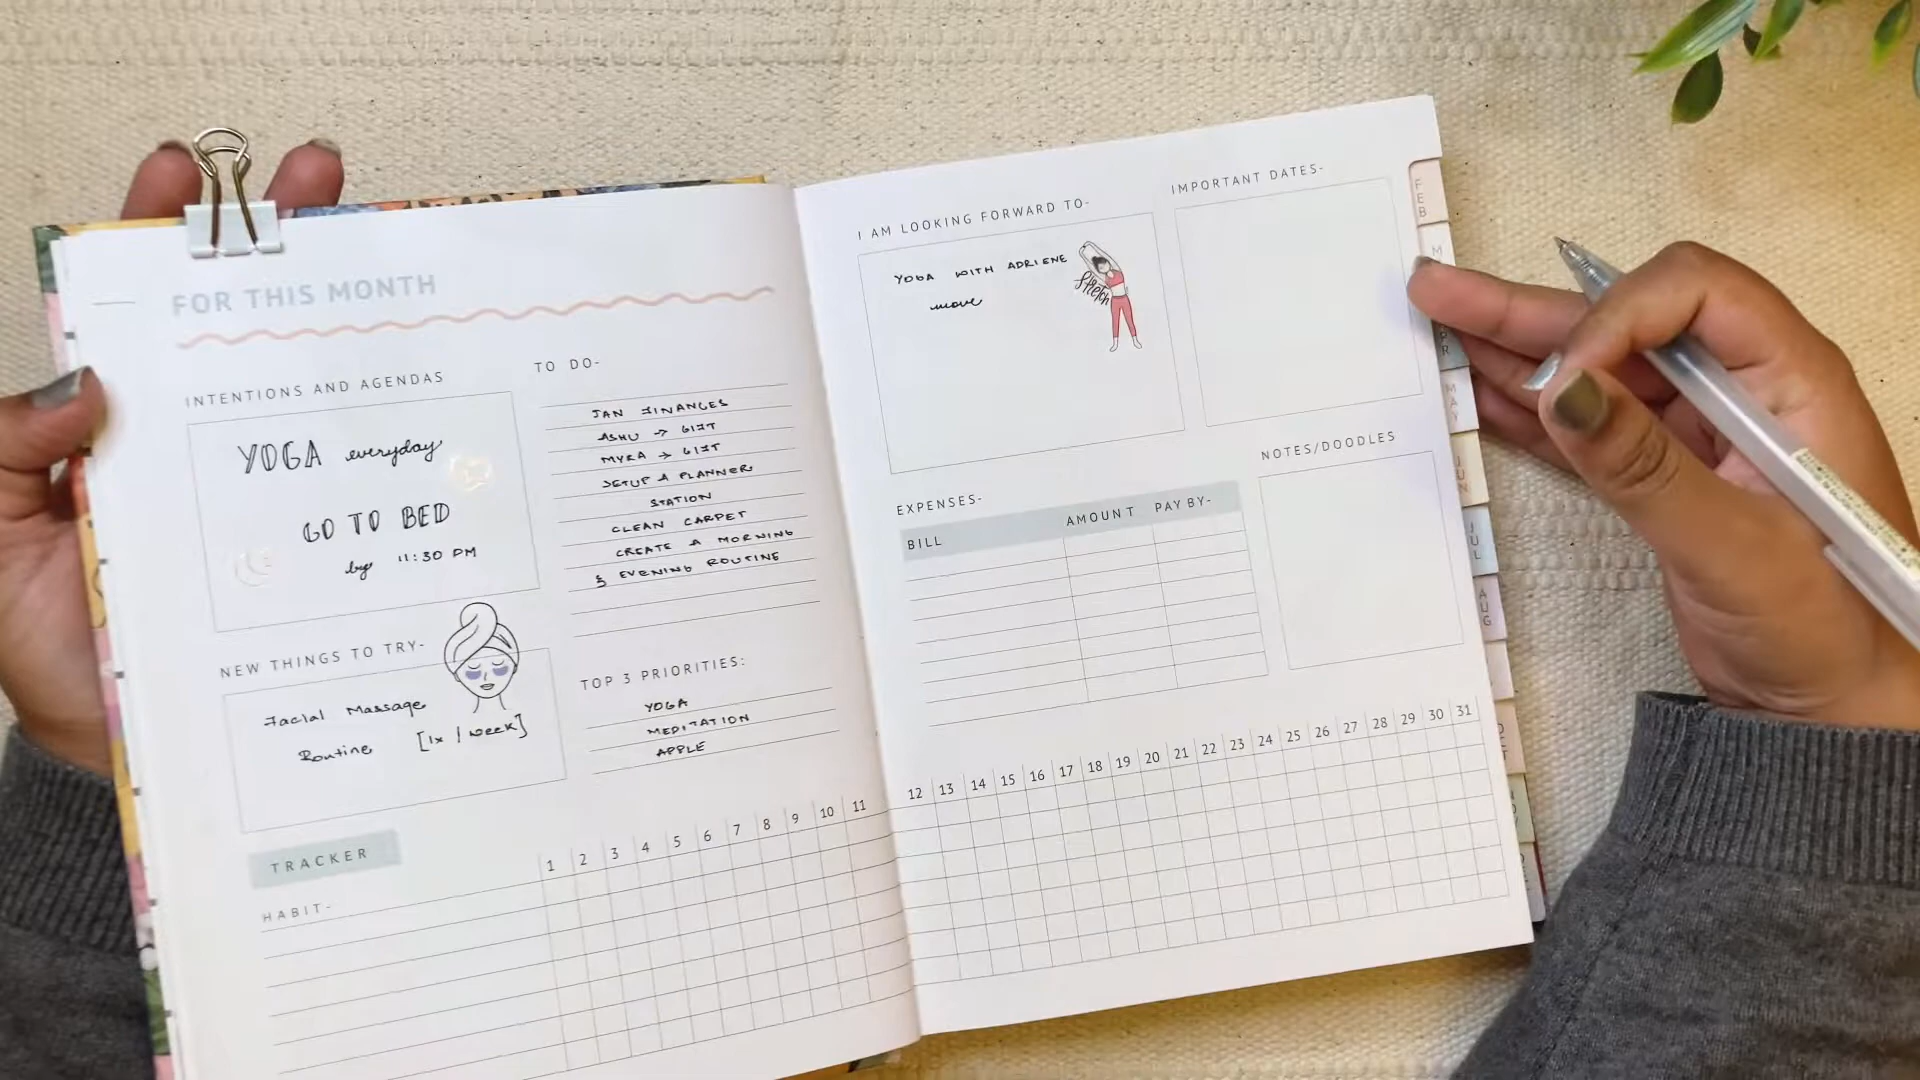 FOR THIS MONTH
INTENTIONS AND AGENDAS
YOGA everyday
GO TO BED
by 11:30 PM
TO DO-
JAN FINANCES
ASHU → GIFT
MYRA → GIFT
SETUP A PLANNER
STATION
CLEAN CARPET
CREATE A MORNING
& EVENING ROUTINE
NEW THINGS TO TRY-
Facial Massage
Routine [1x / week]
TOP 3 PRIORITIES:
YOGA
MEDITATION
APPLE
TRACKER
HABIT-
1 2 3 4 5 6 7 8 9 10 11
I AM LOOKING FORWARD TO-
YOGA WITH ADRIENE
move
Stretch
IMPORTANT DATES-
EXPENSES-
BILL AMOUNT PAY BY-
NOTES/DOODLES
12 13 14 15 16 17 18 19 20 21 22 23 24 25 26 27 28 29 30 31
FEB
MAY
JUN
JUL
AUG